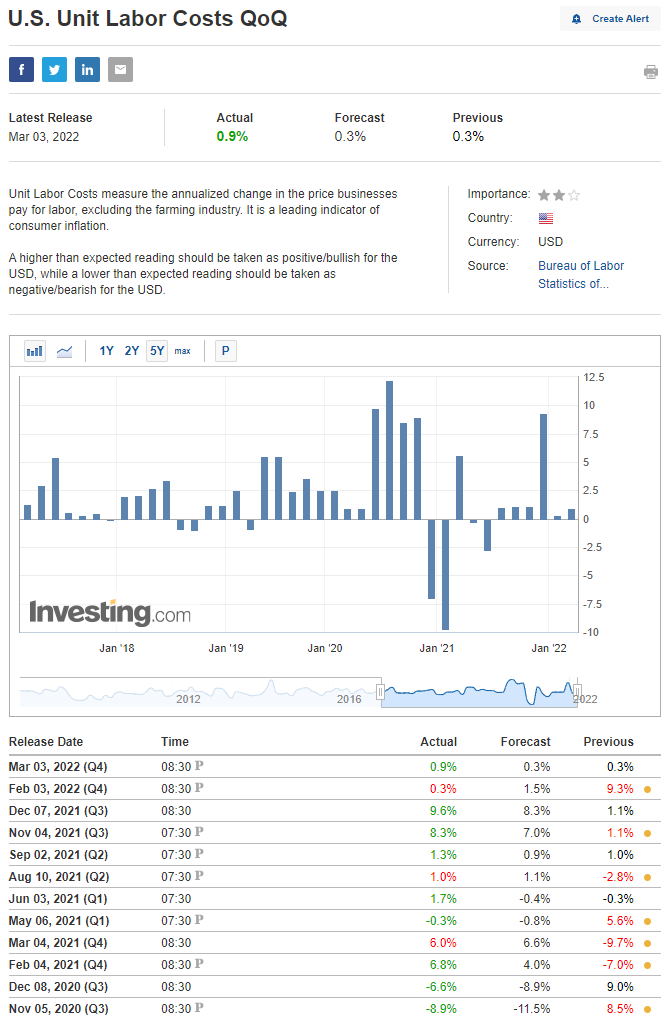 U.S. Unit Labor Costs QoQ
Create Alert
Latest Release Actual Forecast Previous
Mar 03, 2022 0.9% 0.3% 0.3%
Unit Labor Costs measure the annualized change in the price businesses
pay for labor, excluding the farming industry. It is a leading indicator of
consumer inflation.
A higher than expected reading should be taken as positive/bullish for the
USD, while a lower than expected reading should be taken as
negative/bearish for the USD.
Importance:
Country:
Currency: USD
Source: Bureau of Labor
Statistics of...
1Y 2Y 5Y max P
12.5
10
7.5
5
2.5
0
-2.5
-5
-7.5
-10
Investing.com
Jan '18 Jan '19 Jan '20 Jan '21 Jan '22
2012 2016 2022
Release Date Time Actual Forecast Previous
Mar 03, 2022 (Q4) 08:30 P 0.9% 0.3% 0.3%
Feb 03, 2022 (Q4) 08:30 P 0.3% 1.5% 9.3%
Dec 07, 2021 (Q3) 08:30 9.6% 8.3% 1.1%
Nov 04, 2021 (Q3) 07:30 P 8.3% 7.0% 1.1%
Sep 02, 2021 (Q2) 07:30 P 1.3% 0.9% 1.0%
Aug 10, 2021 (Q2) 07:30 P 1.0% 1.1% -2.8%
Jun 03, 2021 (Q1) 07:30 1.7% -0.4% -0.3%
May 06, 2021 (Q1) 07:30 P -0.3% -0.8% 5.6%
Mar 04, 2021 (Q4) 08:30 6.0% 6.6% -9.7%
Feb 04, 2021 (Q4) 08:30 P 6.8% 4.0% -7.0%
Dec 08, 2020 (Q3) 08:30 -6.6% -8.9% 9.0%
Nov 05, 2020 (Q3) 08:30 P -8.9% -11.5% 8.5%